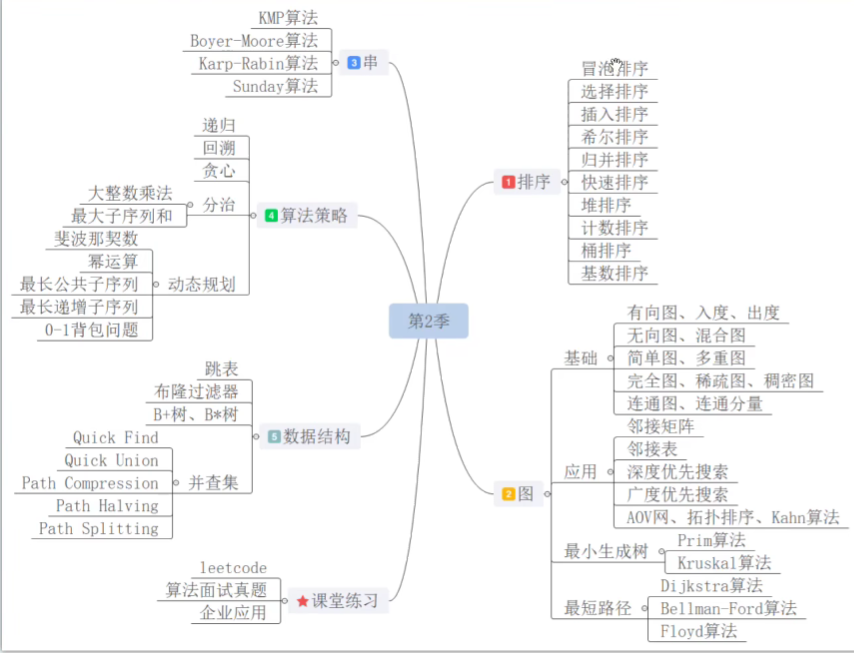 第2季
1 排序
冒泡排序
选择排序
插入排序
希尔排序
归并排序
快速排序
堆排序
计数排序
桶排序
基数排序
2 图
基础
有向图、入度、出度
无向图、混合图
简单图、多重图
完全图、稀疏图、稠密图
连通图、连通分量
应用
邻接矩阵
邻接表
深度优先搜索
广度优先搜索
AOV网、拓扑排序、Kahn算法
最小生成树
Prim算法
Kruskal算法
最短路径
Dijkstra算法
Bellman-Ford算法
Floyd算法
3 串
KMP算法
Boyer-Moore算法
Karp-Rabin算法
Sunday算法
4 算法策略
递归
回溯
贪心
分治
大整数乘法
最大子序列和
动态规划
斐波那契数
幂运算
最长公共子序列
最长递增子序列
0-1背包问题
5 数据结构
跳表
布隆过滤器
B+树、B*树
并查集
Quick Find
Quick Union
Path Compression
Path Halving
Path Splitting
课堂练习
leetcode
算法面试真题
企业应用